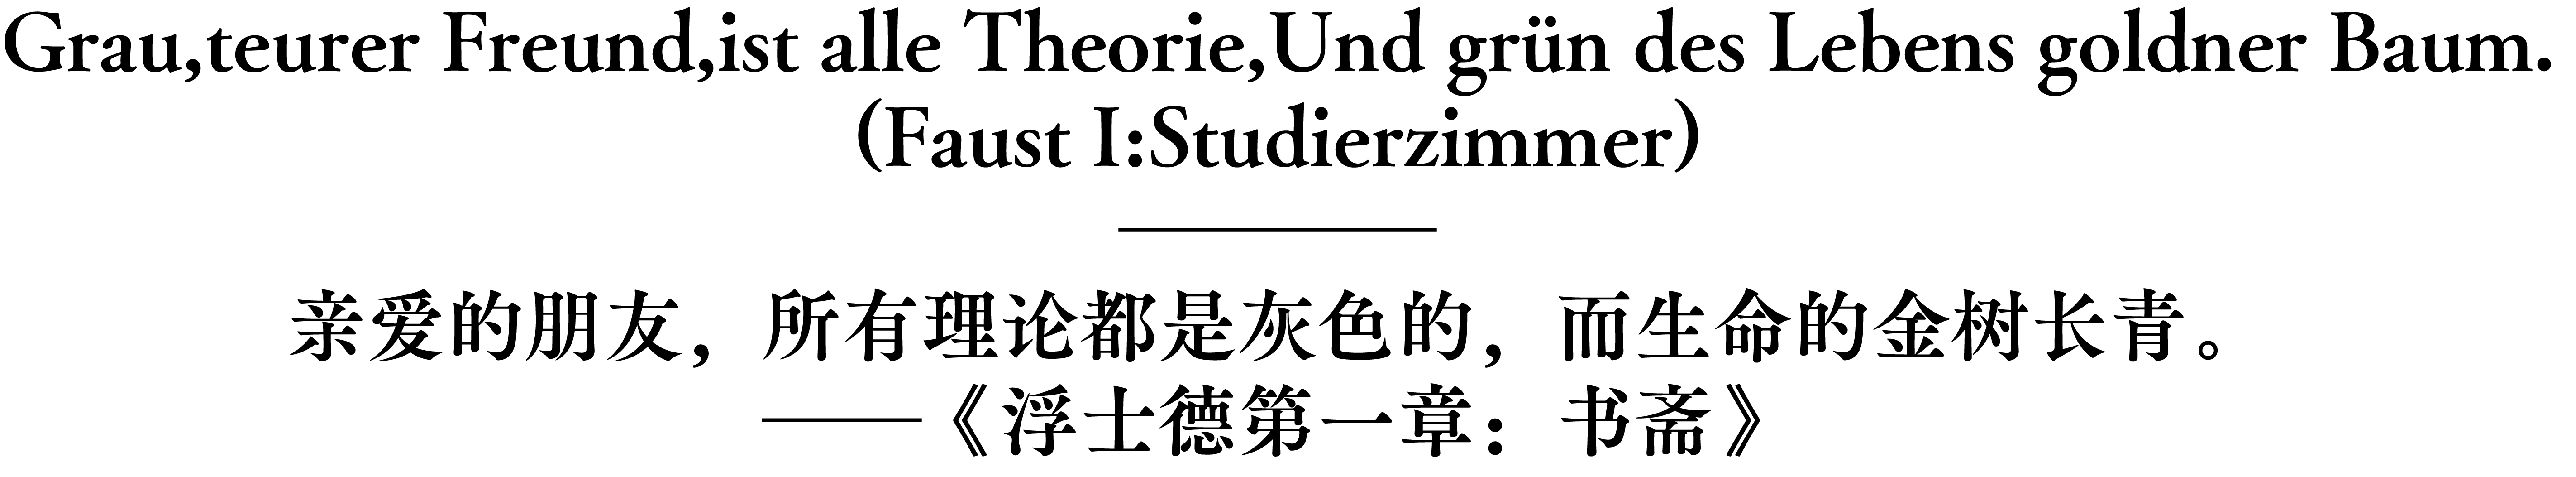 Grau,teurer Freund,ist alle Theorie,Und grün des Lebens goldner Baum.
(Faust I:Studierzimmer)
亲爱的朋友，所有理论都是灰色的，而生命的金树长青。
——《浮士德第一章：书斋》